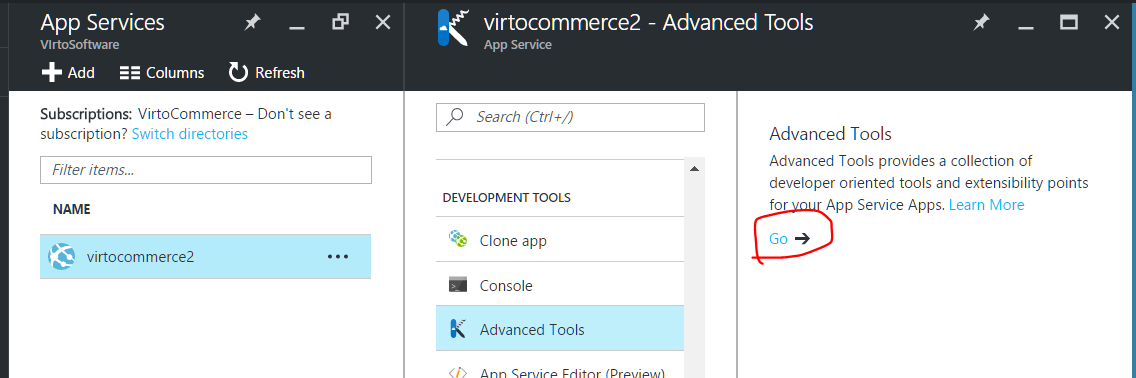 App Services
VIrtoSoftware
Add
Columns
Refresh
Subscriptions: VirtoCommerce – Don't see a
subscription? Switch directories
Filter items...
NAME
virtocommerce2
virtocommerce2 - Advanced Tools
App Service
Search (Ctrl+/)
DEVELOPMENT TOOLS
Clone app
Console
Advanced Tools
App Service Editor (Preview)
Advanced Tools
Advanced Tools provides a collection of
developer oriented tools and extensibility points
for your App Service Apps. Learn More
Go